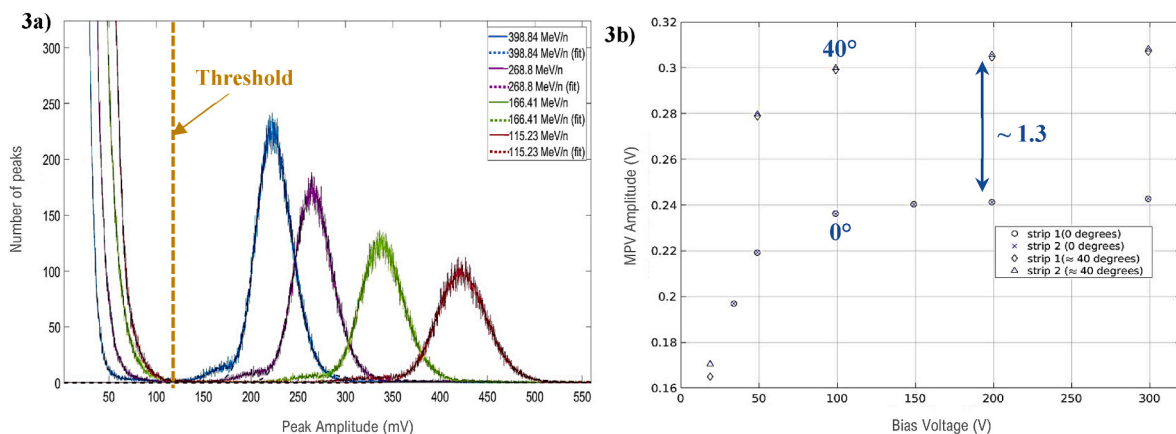 3a)
300
250
200
150
100
50
Number of peaks
50 100 150 200 250 300 350 400 450 500 550
Peak Amplitude (mV)
Threshold
398.84 MeV/n
398.84 MeV/n (fit)
268.8 MeV/n
268.8 MeV/n (fit)
166.41 MeV/n
166.41 MeV/n (fit)
115.23 MeV/n
115.23 MeV/n (fit)
3b)
0.32
0.3
0.28
0.26
0.24
0.22
0.2
0.18
0.16
MPV Amplitude (V)
0 50 100 150 200 250 300
Bias Voltage (V)
40°
~ 1.3
0°
strip 1(0 degrees)
strip 2 (0 degrees)
strip 1(≈ 40 degrees)
strip 2 (≈ 40 degrees)